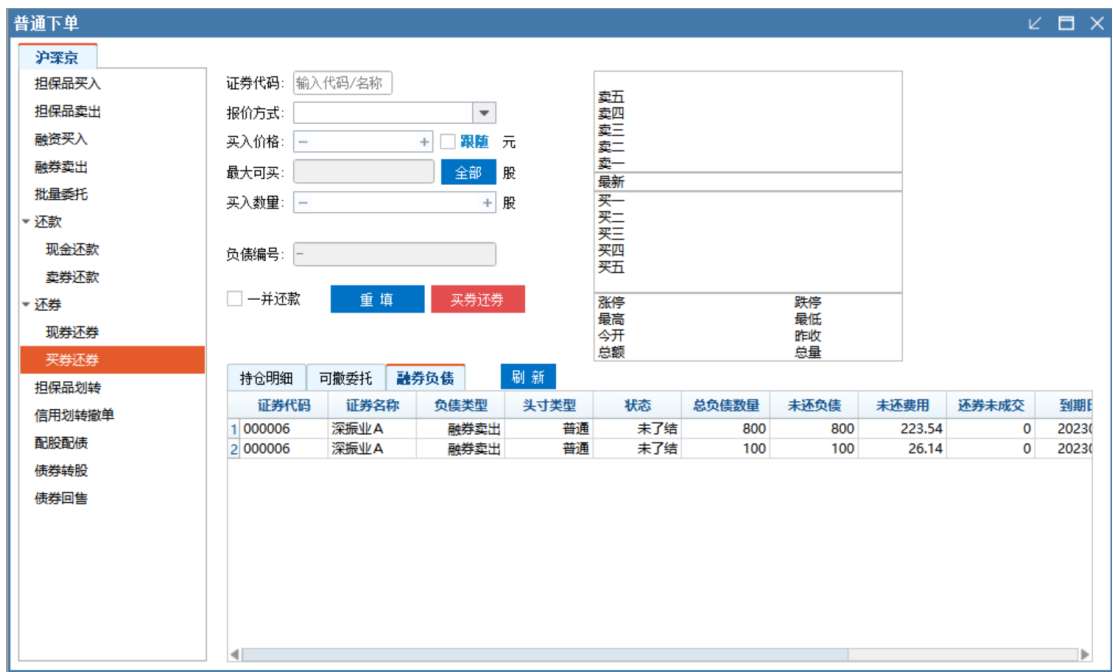 普通下单
沪深京
担保品买入
担保品卖出
融资买入
融券卖出
批量委托
还款
现金还款
卖券还款
还券
现券还券
买券还券
担保品划转
信用划转撤单
配股配债
债券转股
债券回售
证券代码: 输入代码/名称
报价方式:
买入价格: − + 跟随 元
最大可买: 全部 股
买入数量: − + 股
负债编号: −
一并还款 重 填 买券还券
卖五
卖四
卖三
卖二
卖一
最新
买一
买二
买三
买四
买五
涨停 跌停
最高 最低
今开 昨收
总额 总量
持仓明细 可撤委托 融券负债 刷 新
证券代码 证券名称 负债类型 头寸类型 状态 总负债数量 未还负债 未还费用 还券未成交 到期
1 000006 深振业A 融券卖出 普通 未了结 800 800 223.54 0 2023
2 000006 深振业A 融券卖出 普通 未了结 100 100 26.14 0 2023